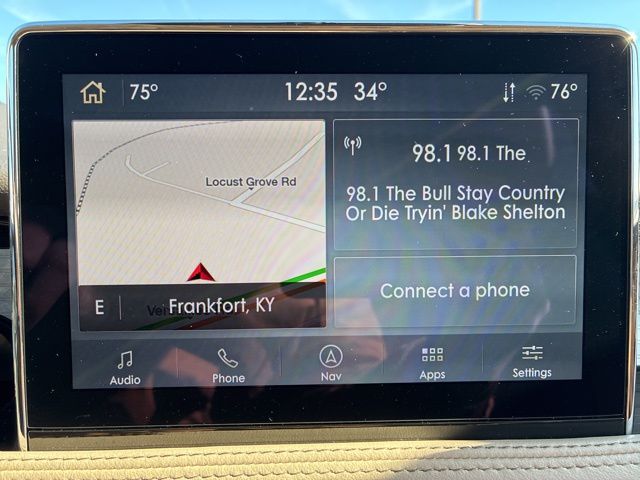 75° 12:35 34° 76°
Locust Grove Rd
E Frankfort, KY
98.1 98.1 The
98.1 The Bull Stay Country
Or Die Tryin' Blake Shelton
Connect a phone
Audio Phone Nav Apps Settings